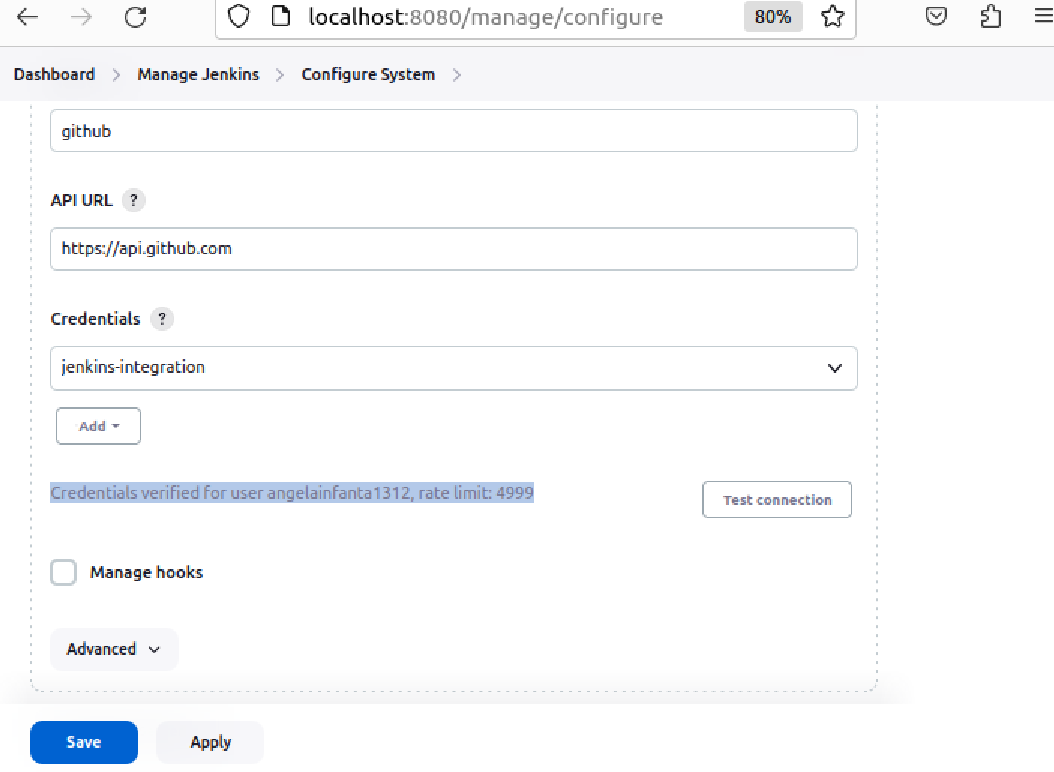 localhost:8080/manage/configure 80%
Dashboard Manage Jenkins Configure System
github
API URL ?
https://api.github.com
Credentials ?
jenkins-integration
Add
Credentials verified for user angelainfanta1312, rate limit: 4999
Test connection
Manage hooks
Advanced
Save Apply